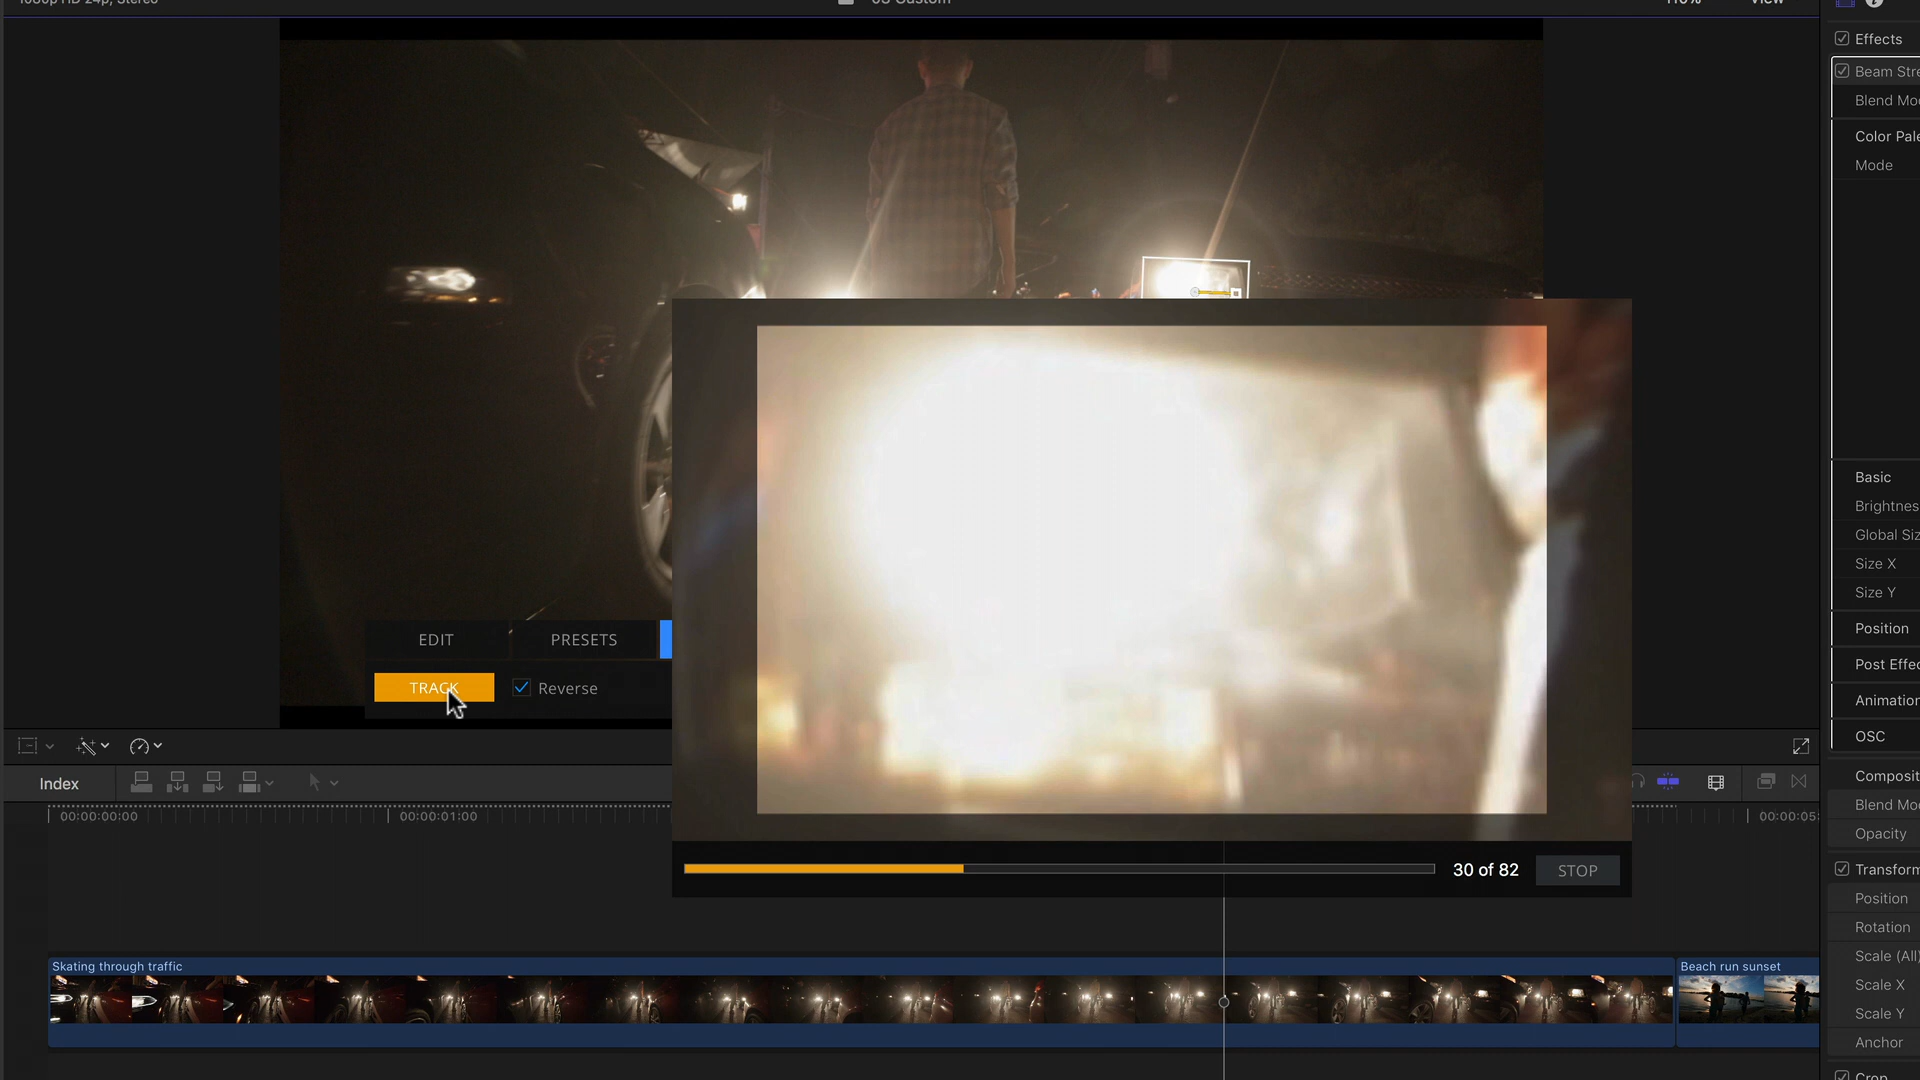 1080p HD 24p, Stereo
03 Custom
View
Effects
Beam Stre
Blend Mo
Color Pale
Mode
Basic
Brightnes
Global Siz
Size X
Size Y
Position
Post Effec
Animation
OSC
EDIT
PRESETS
TRACK
Reverse
30 of 82
STOP
Index
00:00:00:00
00:00:01:00
00:00:05:
Composit
Blend Mo
Opacity
Transform
Position
Rotation
Scale (All)
Scale X
Scale Y
Anchor
Crop
Skating through traffic
Beach run sunset